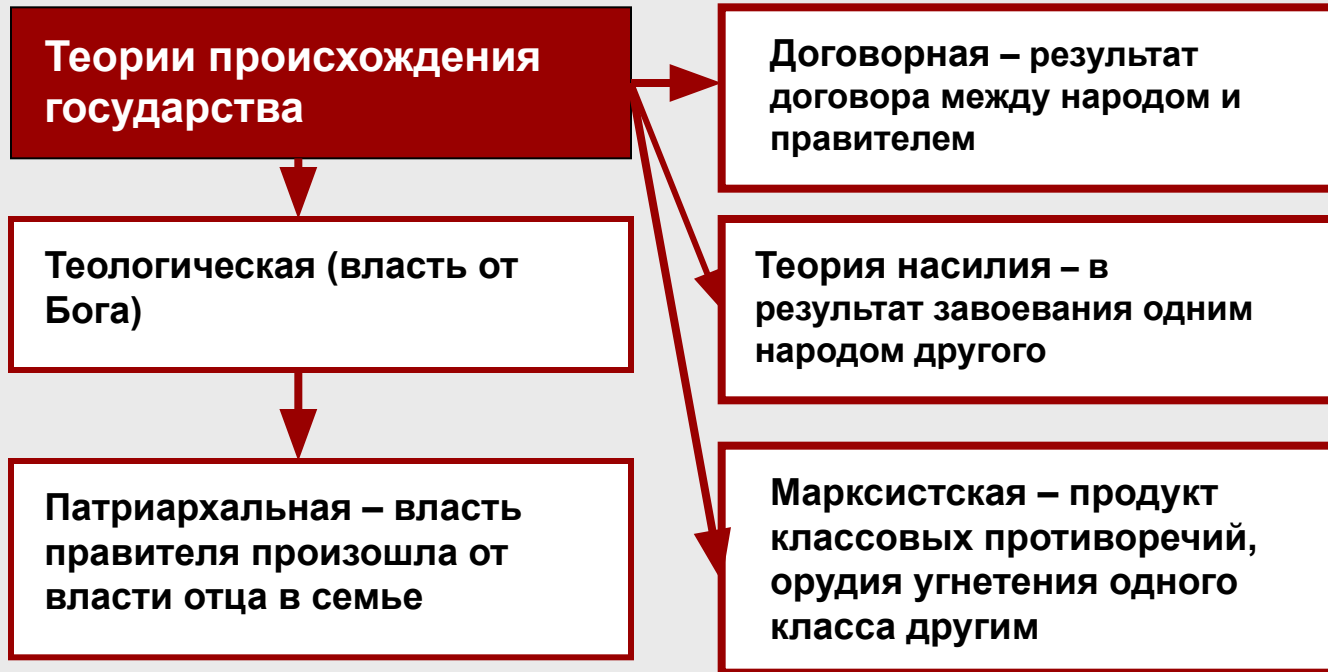 Теории происхождения
государства
Теологическая (власть от
Бога)
Патриархальная – власть
правителя произошла от
власти отца в семье
Договорная – результат
договора между народом и
правителем
Теория насилия – в
результат завоевания одним
народом другого
Марксистская – продукт
классовых противоречий,
орудия угнетения одного
класса другим